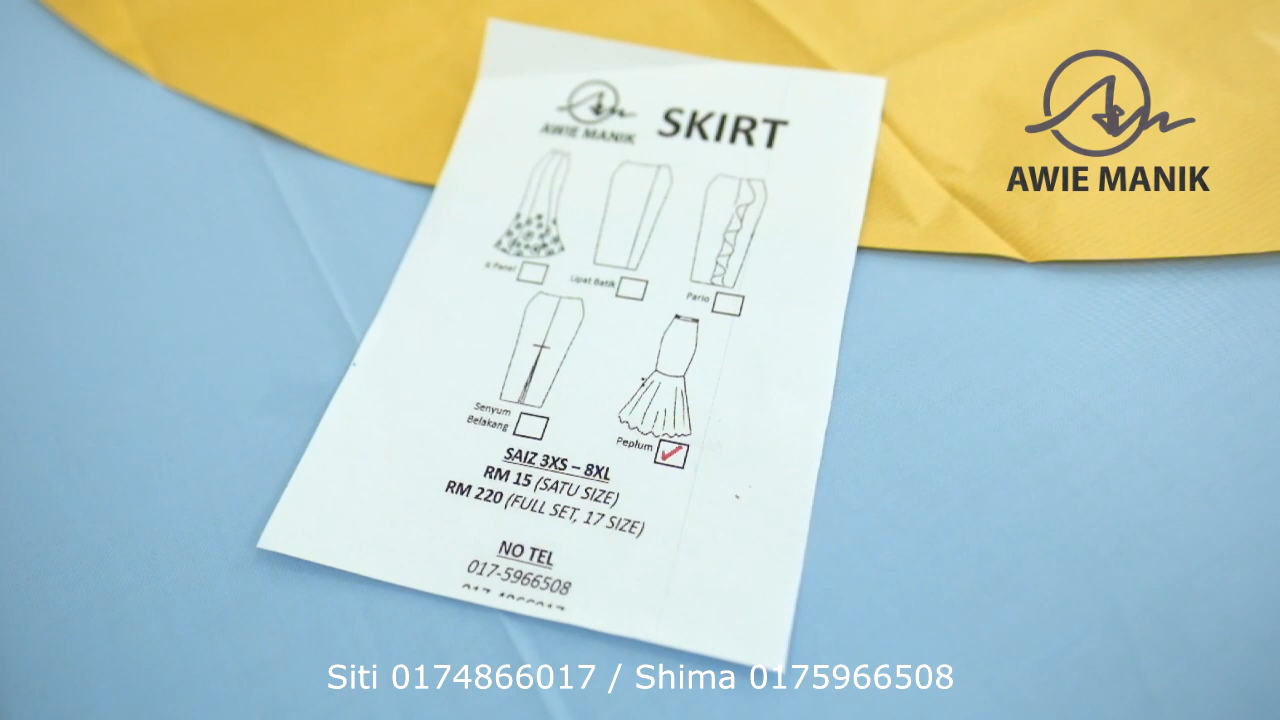 AWIE MANIK
SKIRT
AWIE MANIK
6 Panel
Lipat Batik
Pario
Senyum
Belakang
Peplum
SAIZ 3XS – 8XL
RM 15 (SATU SIZE)
RM 220 (FULL SET, 17 SIZE)
NO TEL
017-5966508
Siti 0174866017 / Shima 0175966508